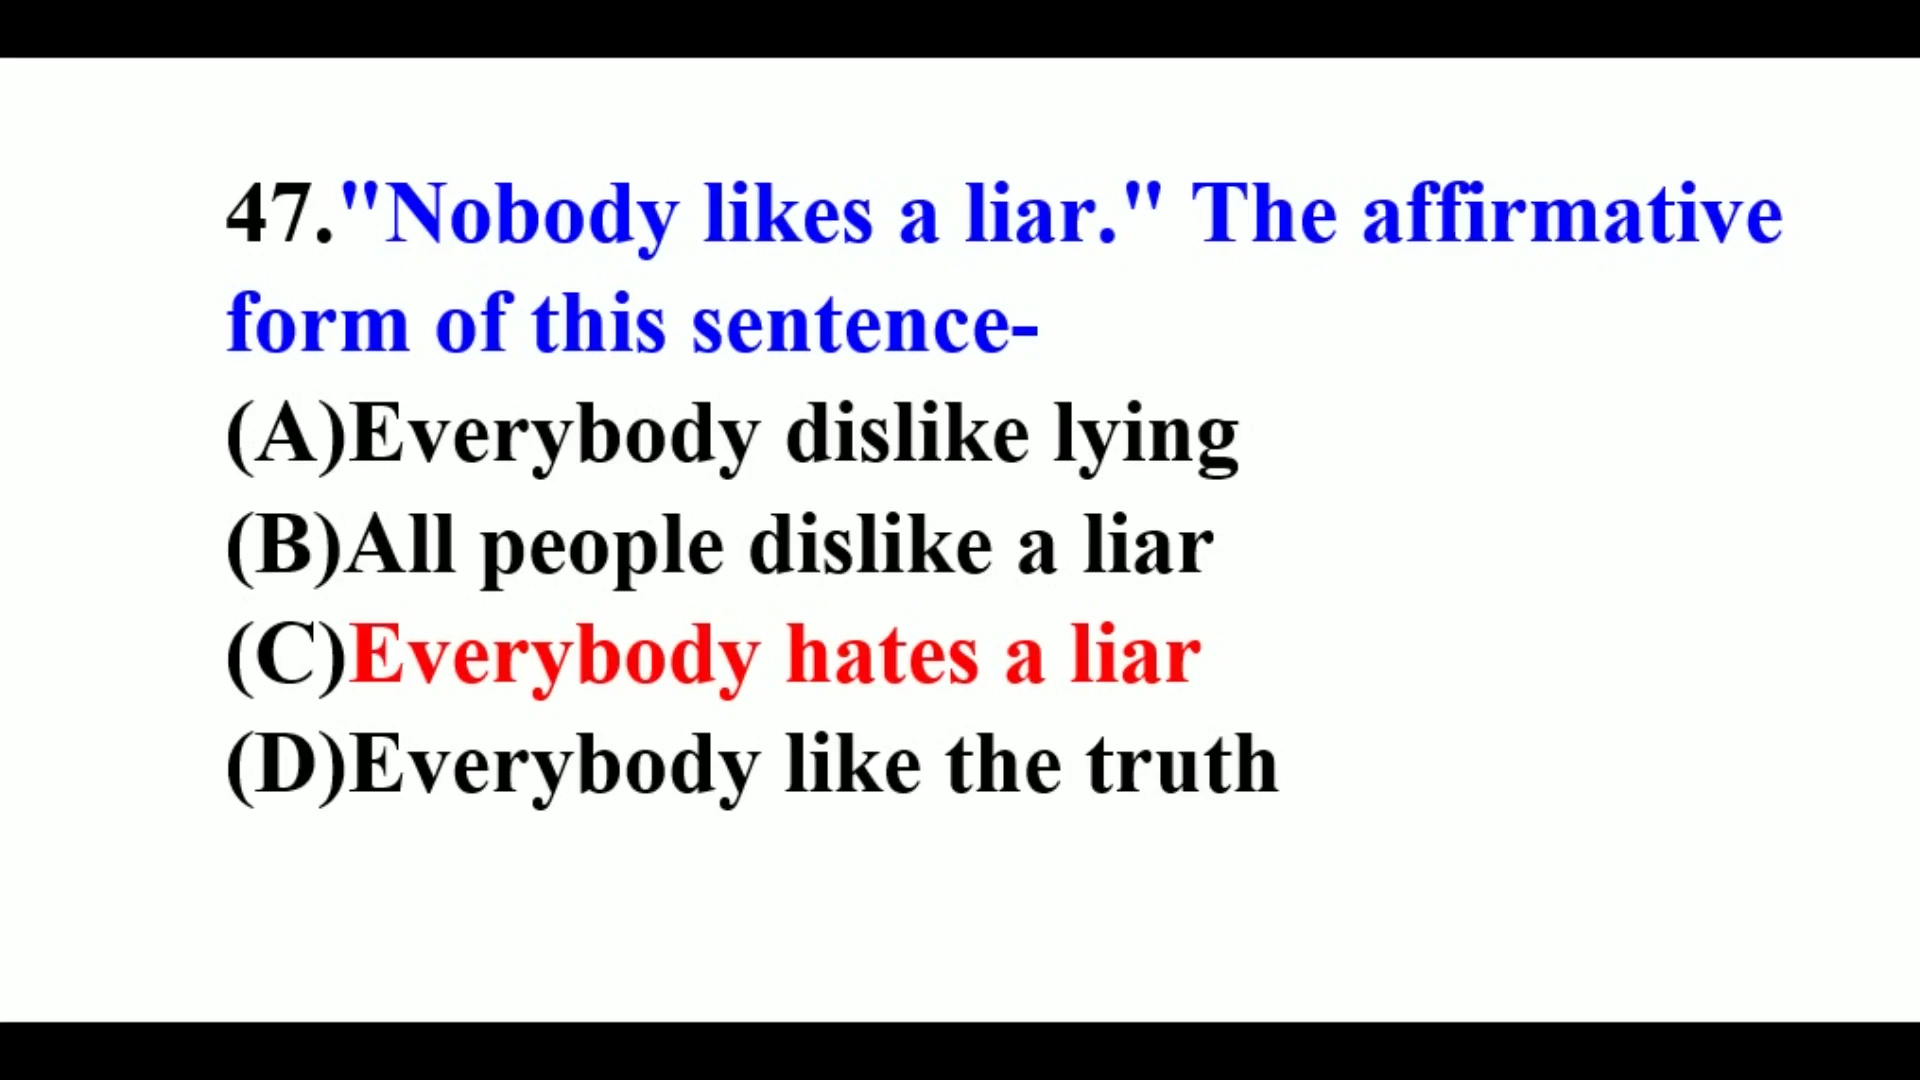 47."Nobody likes a liar." The affirmative
form of this sentence-
(A)Everybody dislike lying
(B)All people dislike a liar
(C)Everybody hates a liar
(D)Everybody like the truth